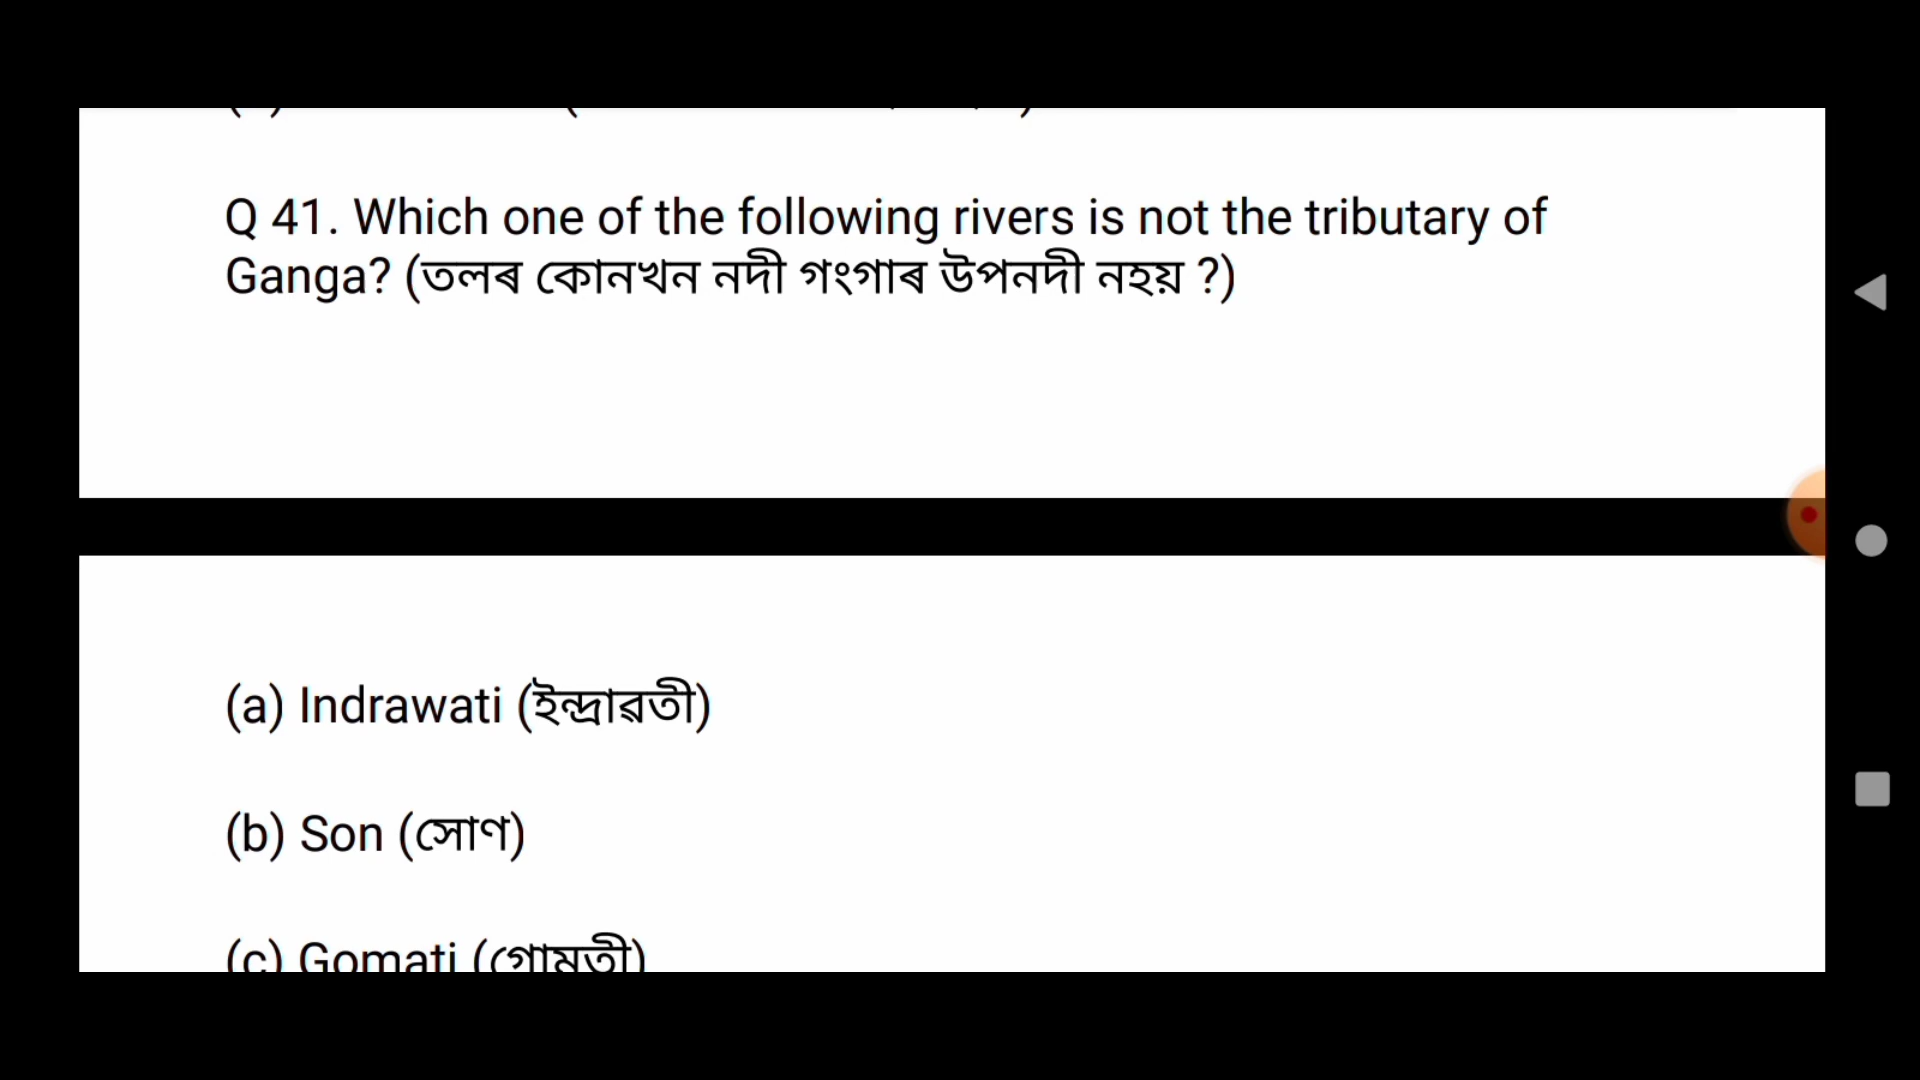 Q 41. Which one of the following rivers is not the tributary of
Ganga? (তলৰ কোনখন নদী গংগাৰ উপনদী নহয় ?)
(a) Indrawati (ইন্দ্ৰাৱতী)
(b) Son (সোণ)
(c) Gomati (গোমতী)